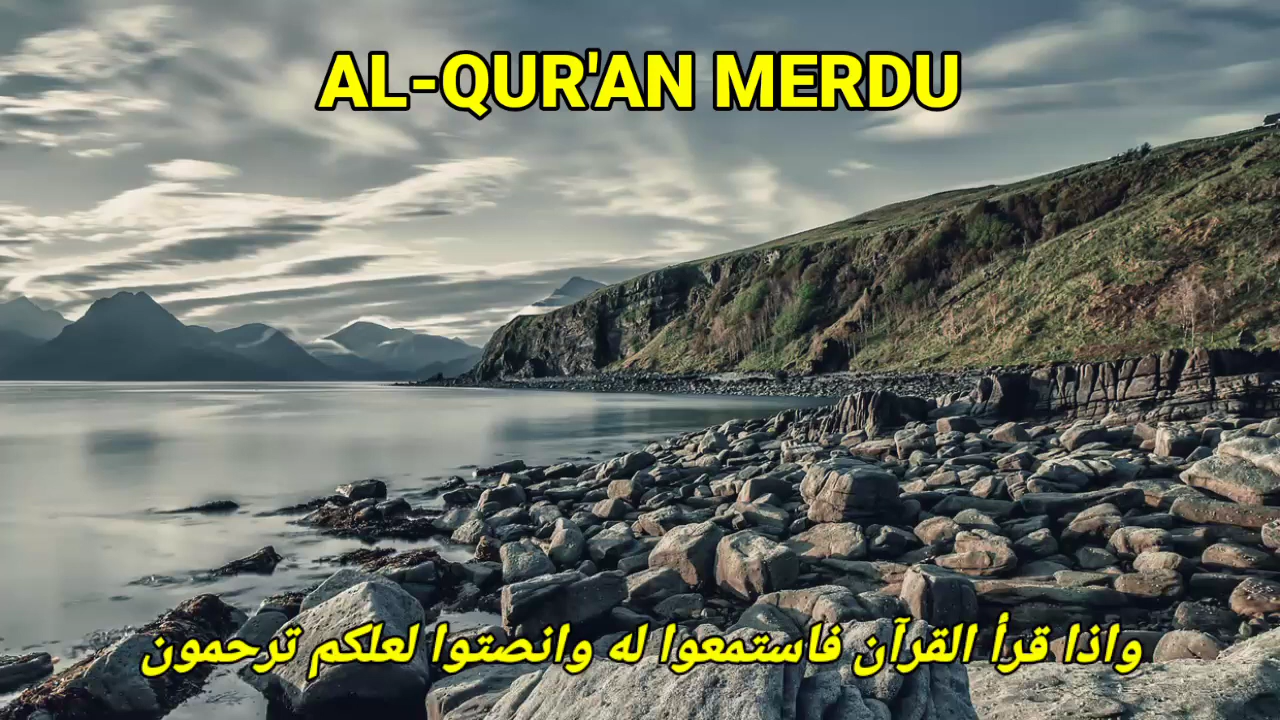 AL-QUR'AN MERDU
واذا قرأ القرآن فاستمعوا له وانصتوا لعلكم ترحمون